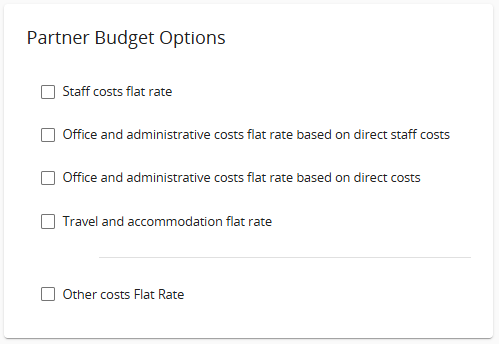 Partner Budget Options
Staff costs flat rate
Office and administrative costs flat rate based on direct staff costs
Office and administrative costs flat rate based on direct costs
Travel and accommodation flat rate
Other costs Flat Rate